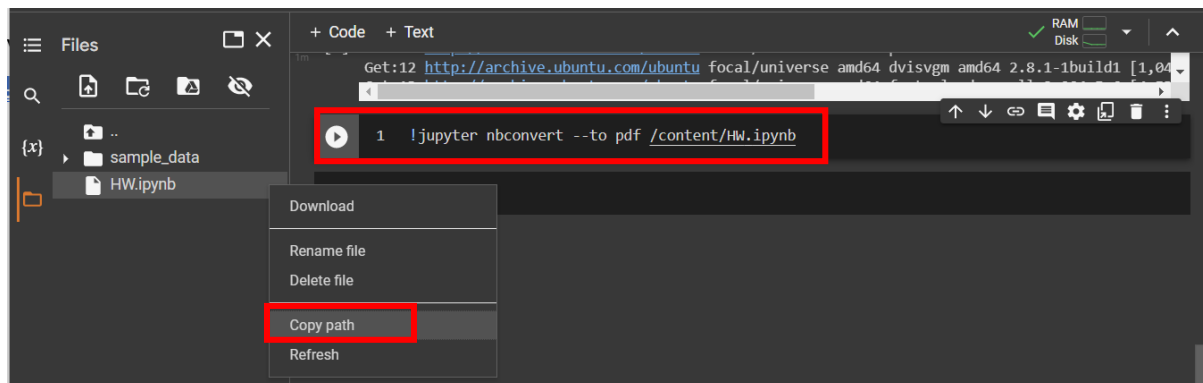 Files
+ Code + Text
RAM
Disk
1m
Get:12 http://archive.ubuntu.com/ubuntu focal/universe amd64 dvisvgm amd64 2.8.1-1build1 [1,04
{x}
..
sample_data
HW.ipynb
1 !jupyter nbconvert --to pdf /content/HW.ipynb
Download
Rename file
Delete file
Copy path
Refresh